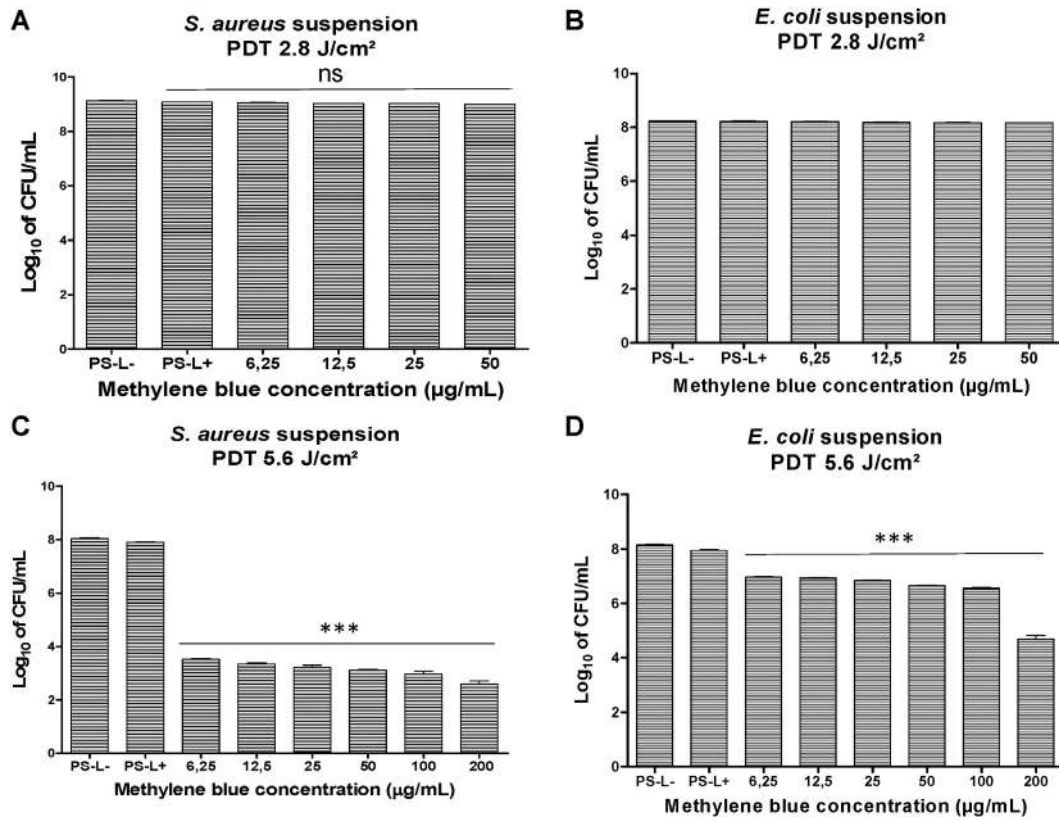 A
S. aureus suspension
PDT 2.8 J/cm²
ns
Log10 of CFU/mL
10
8
6
4
2
0
PS-L- PS-L+ 6,25 12,5 25 50
Methylene blue concentration (µg/mL)
B
E. coli suspension
PDT 2.8 J/cm²
Log10 of CFU/mL
10
8
6
4
2
0
PS-L- PS-L+ 6,25 12,5 25 50
Methylene blue concentration (µg/mL)
C
S. aureus suspension
PDT 5.6 J/cm²
***
Log10 of CFU/mL
10
8
6
4
2
0
PS-L- PS-L+ 6,25 12,5 25 50 100 200
Methylene blue concentration (µg/mL)
D
E. coli suspension
PDT 5.6 J/cm²
***
Log10 of CFU/mL
10
8
6
4
2
0
PS-L- PS-L+ 6,25 12,5 25 50 100 200
Methylene blue concentration (µg/mL)